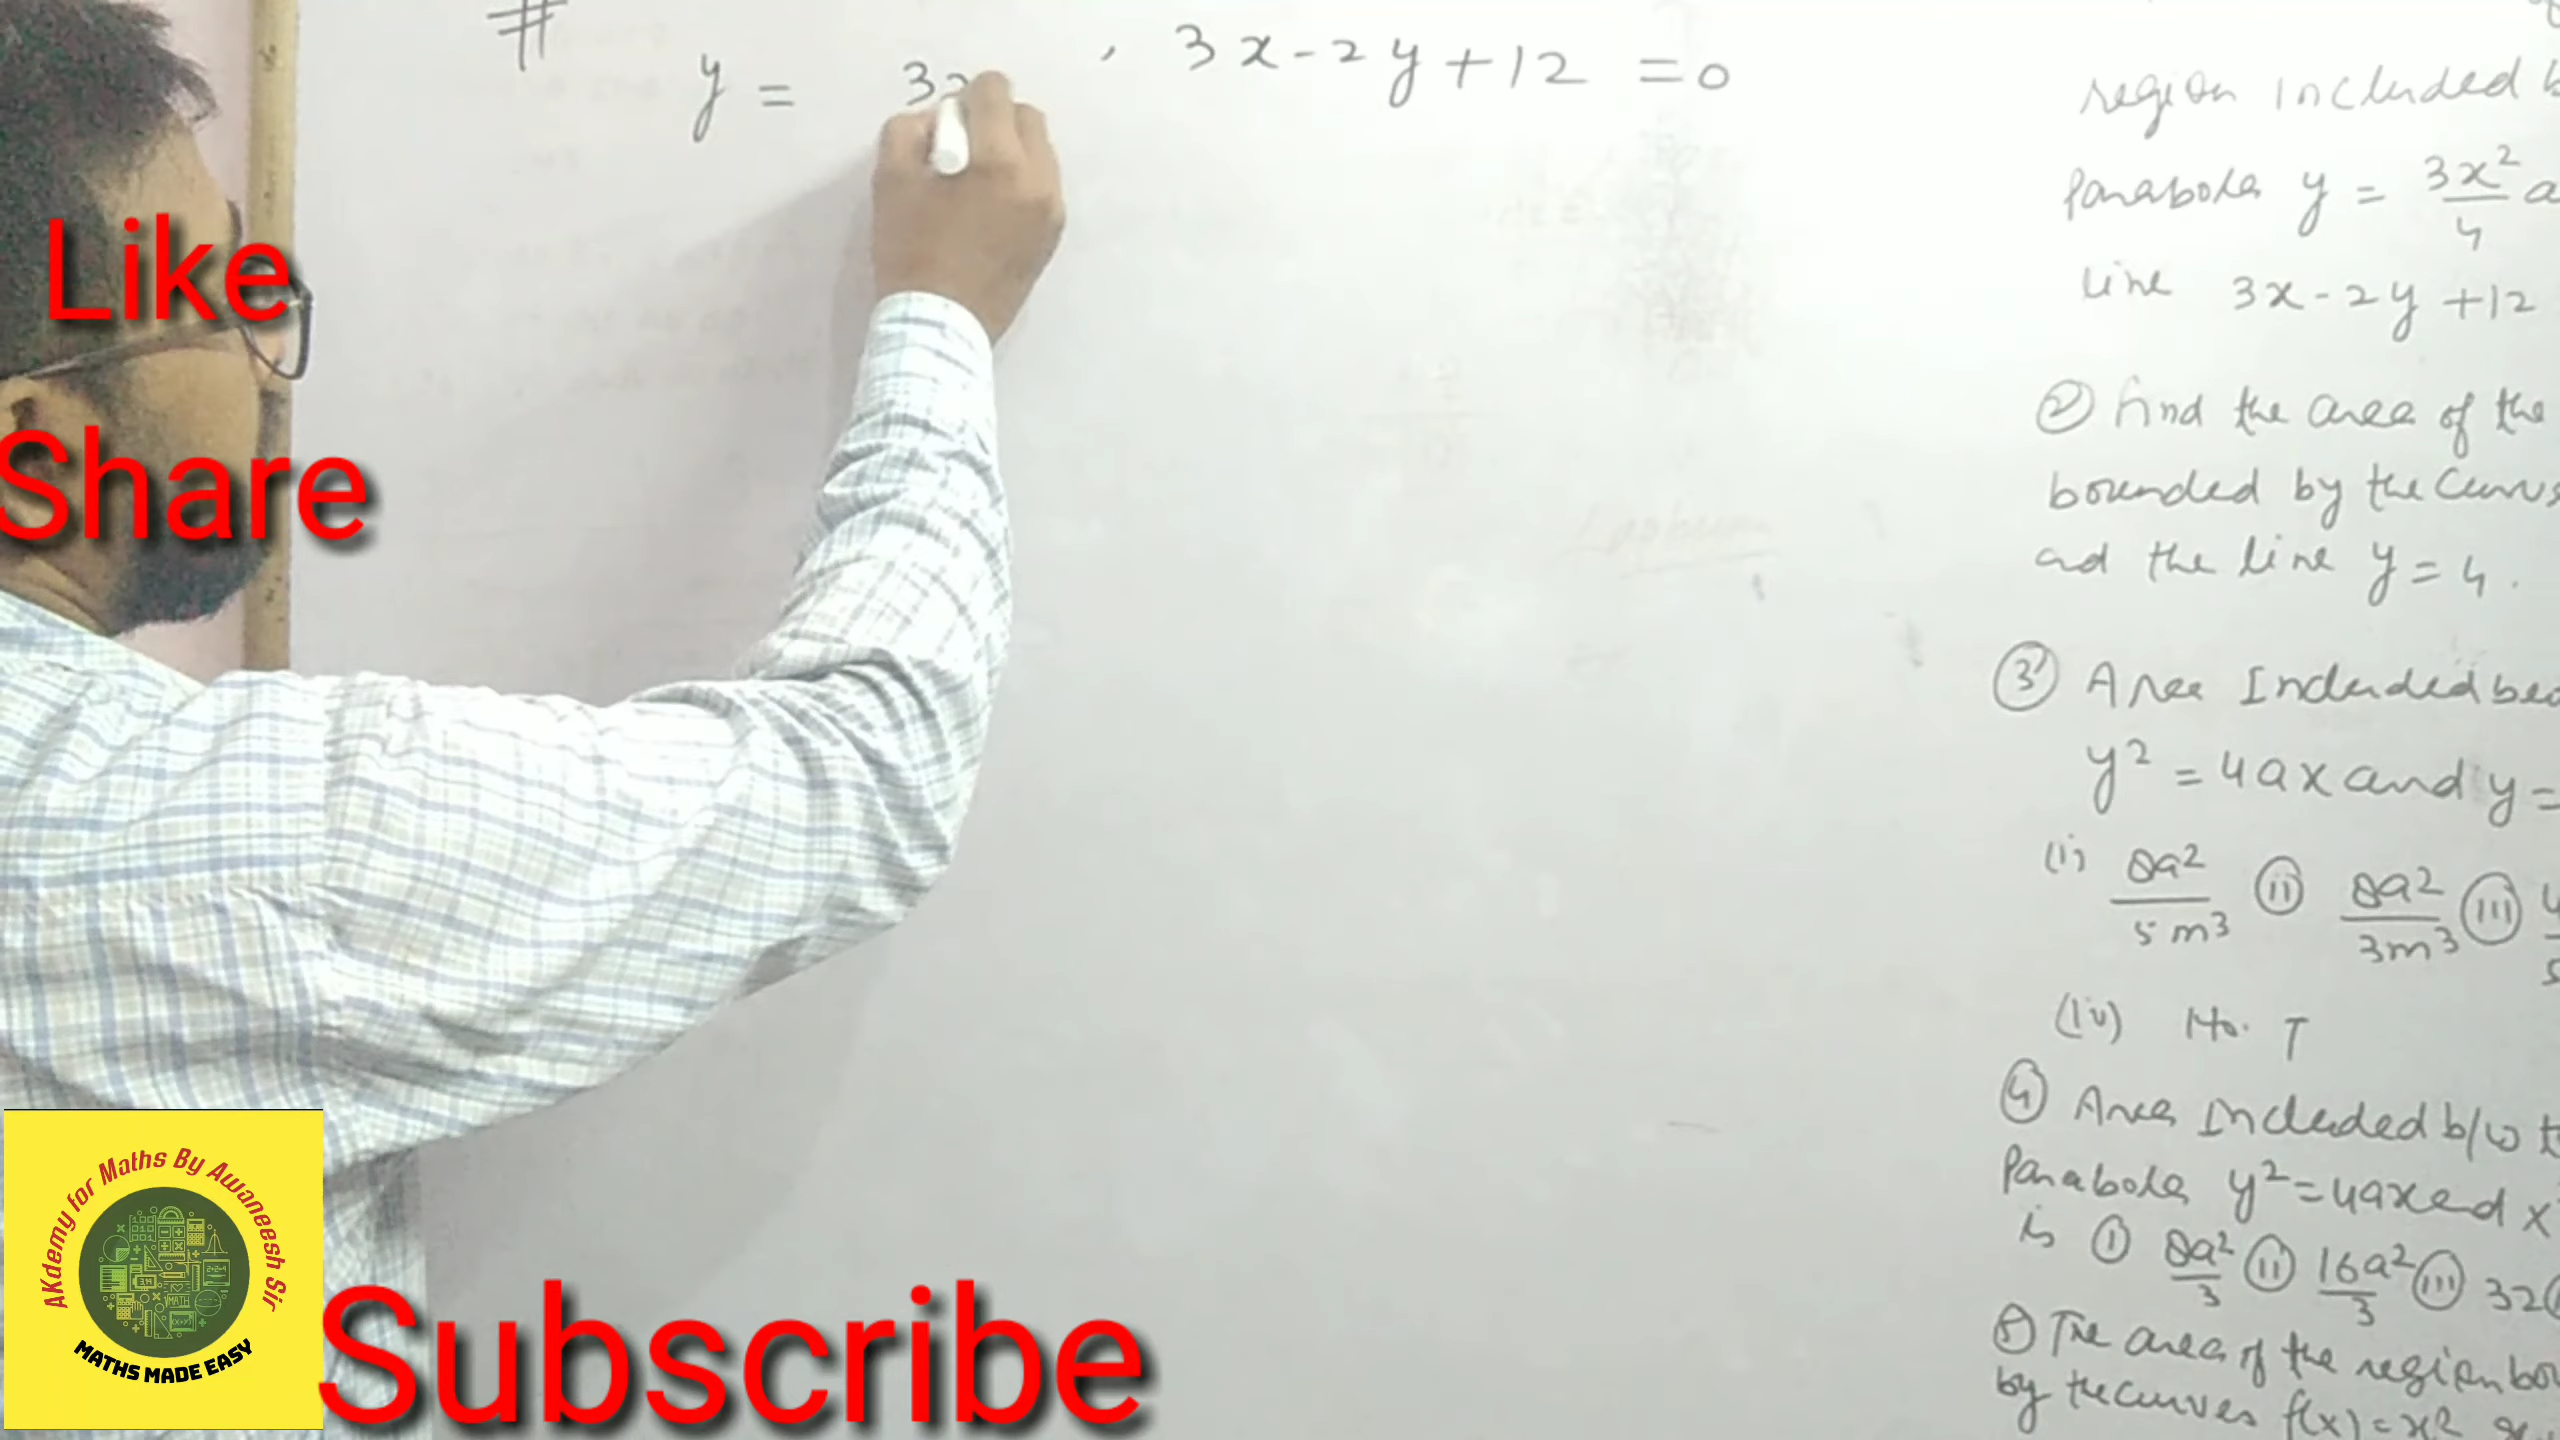 #
y = 3x , 3x-2y+12 = 0
region included b
Parabola y = 3x²/4 a
line 3x-2y+12
② Find the area of the
bounded by the Curve
and the line y=4.
③ Area Included bet
y² = 4ax and y =
(i) 8a²/5m³ (ii) 8a²/3m³ (iii)
(iv) No. T
④ Area Included b/w t
Parabola y²=4ax and x
is (i) 8a²/3 (ii) 16a²/3 (iii) 32
⑤ The area of the region bou
by the curves f(x)=x²
Like
Share
Subscribe
AKdemy for Maths By Awaneesh Sir
MATHS MADE EASY